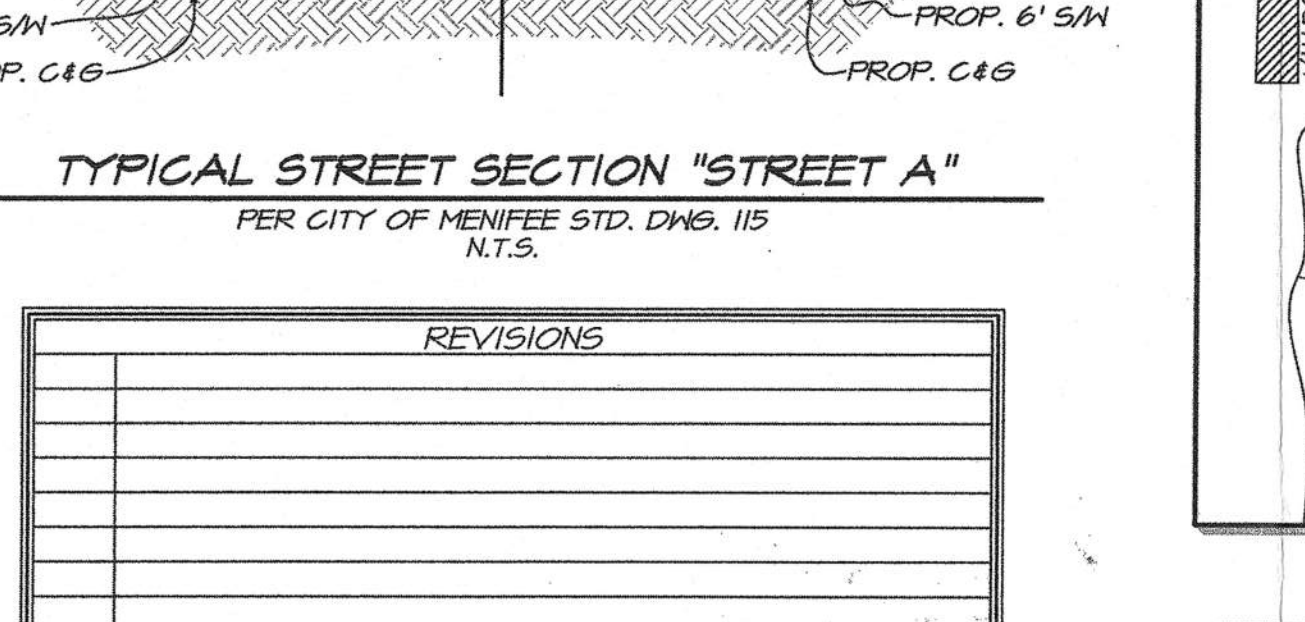 S/W
PROP. 6' S/W
P. C&G
PROP. C&G
TYPICAL STREET SECTION "STREET A"
PER CITY OF MENIFEE STD. DWG. 115
N.T.S.
REVISIONS